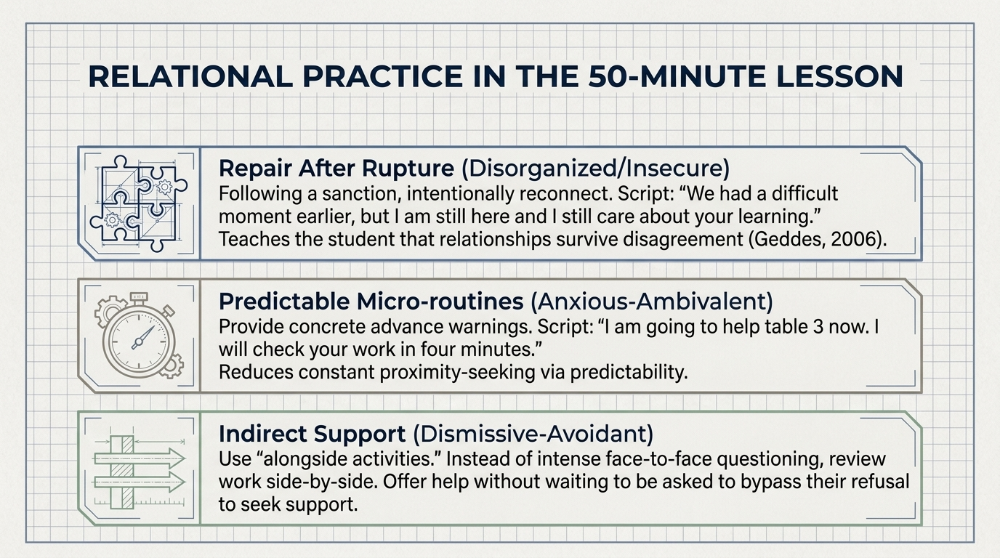 RELATIONAL PRACTICE IN THE 50-MINUTE LESSON
Repair After Rupture (Disorganized/Insecure)
Following a sanction, intentionally reconnect. Script: “We had a difficult
moment earlier, but I am still here and I still care about your learning.”
Teaches the student that relationships survive disagreement (Geddes, 2006).
Predictable Micro-routines (Anxious-Ambivalent)
Provide concrete advance warnings. Script: “I am going to help table 3 now. I
will check your work in four minutes.”
Reduces constant proximity-seeking via predictability.
Indirect Support (Dismissive-Avoidant)
Use “alongside activities.” Instead of intense face-to-face questioning, review
work side-by-side. Offer help without waiting to be asked to bypass their refusal
to seek support.